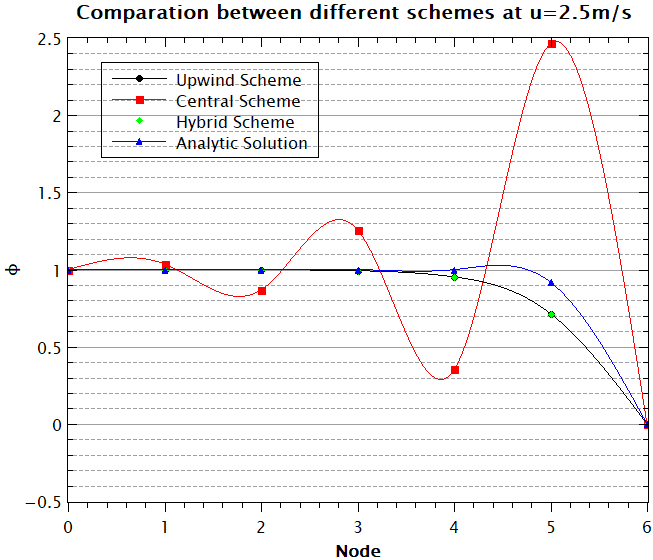 Comparation between different schemes at u=2.5m/s
2.5
2
1.5
1
0.5
0
−0.5
ϕ
Upwind Scheme
Central Scheme
Hybrid Scheme
Analytic Solution
0 1 2 3 4 5 6
Node